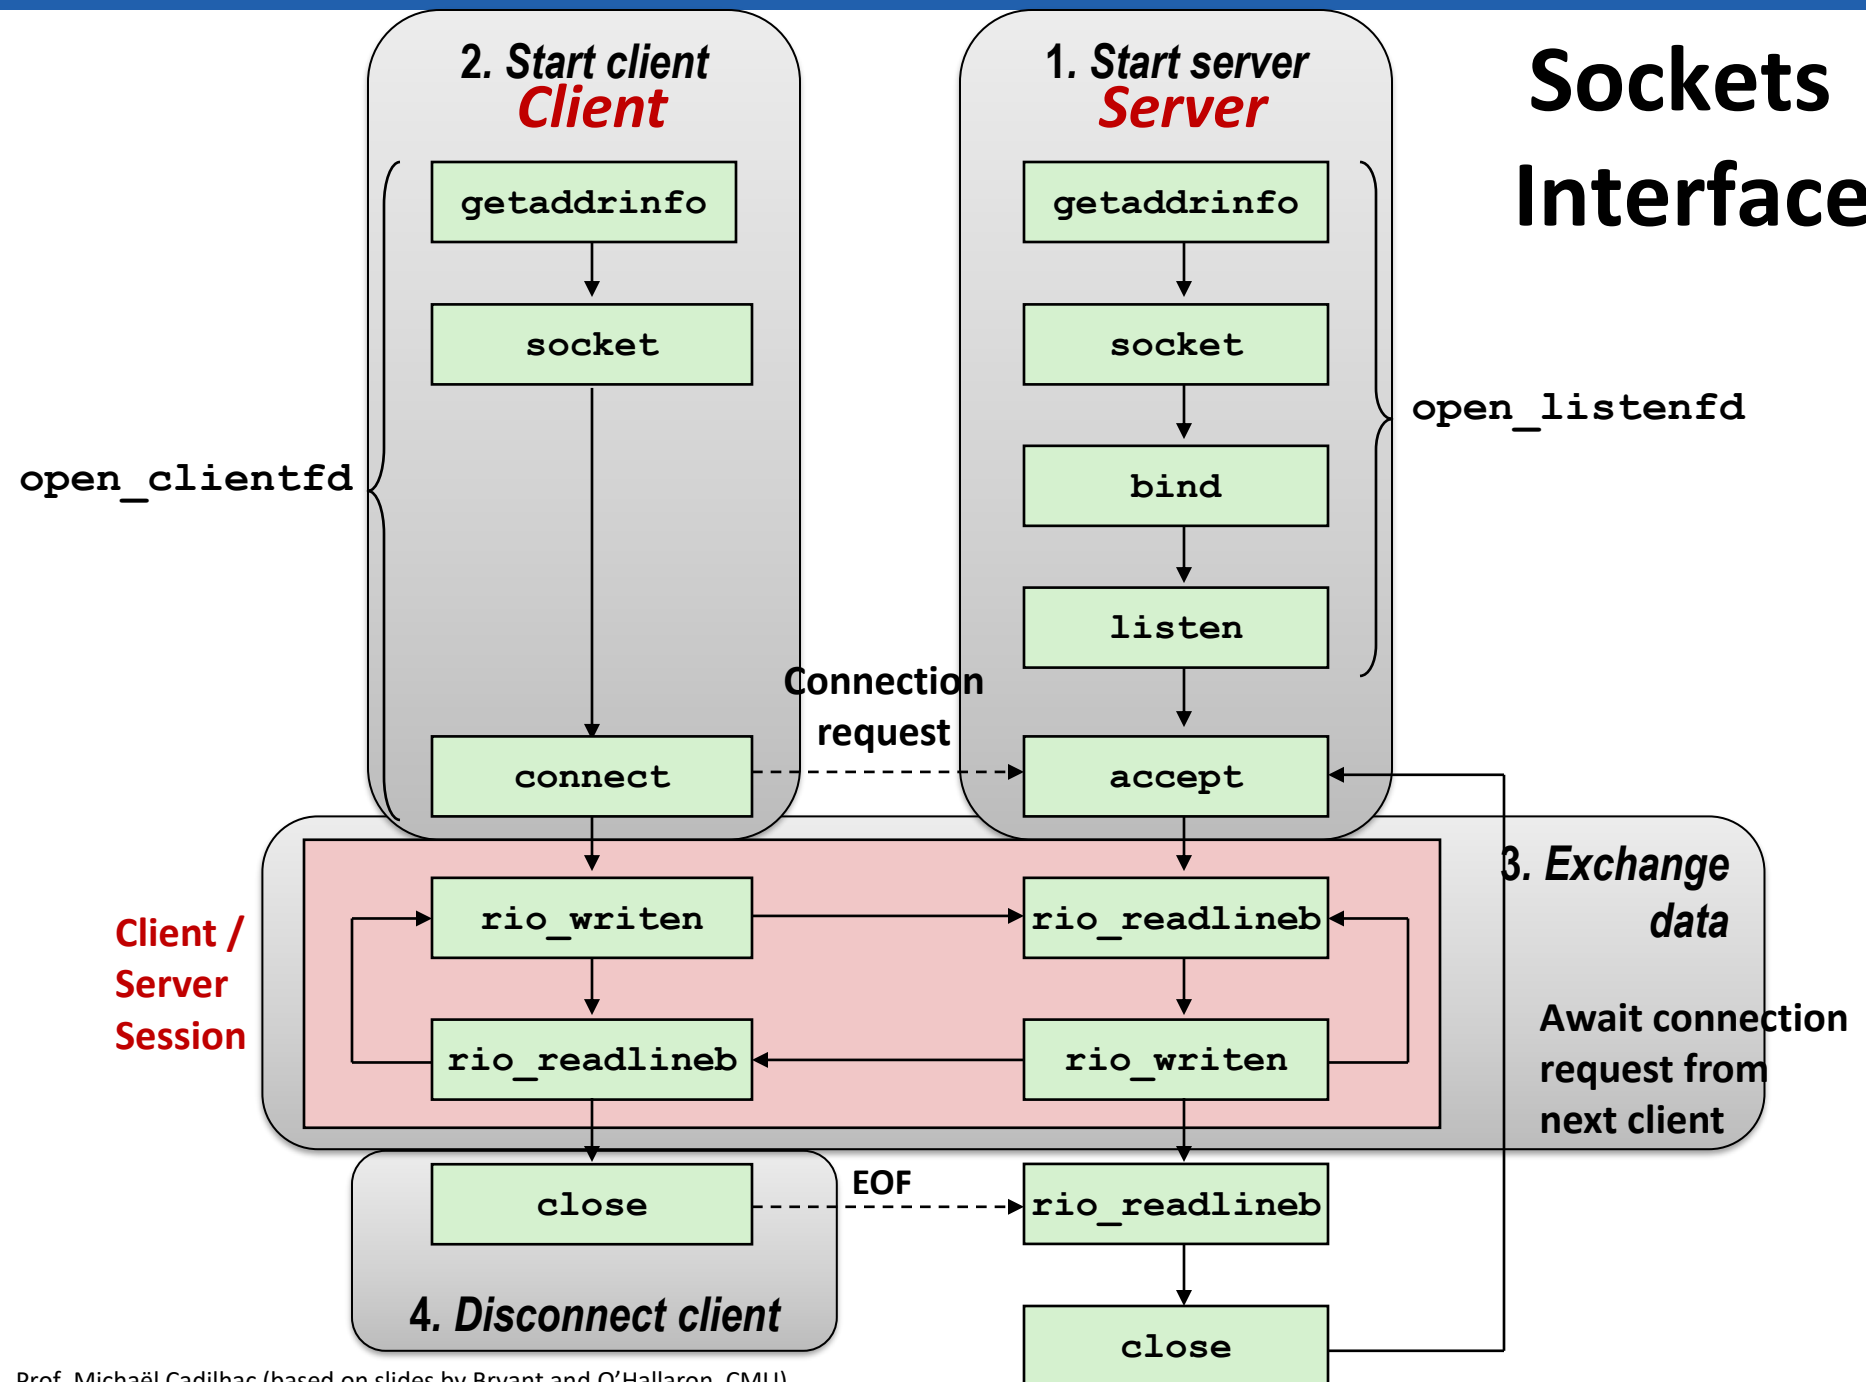 Sockets
Interface
2. Start client
Client
1. Start server
Server
getaddrinfo
getaddrinfo
socket
socket
open_listenfd
open_clientfd
bind
listen
Connection
request
connect
accept
3. Exchange
data
Client /
Server
Session
rio_writen
rio_readlineb
Await connection
request from
next client
rio_readlineb
rio_writen
close
EOF
rio_readlineb
4. Disconnect client
close
Prof. Michaël Cadilhac (based on slides by Bryant and O'Hallaron, CMU)